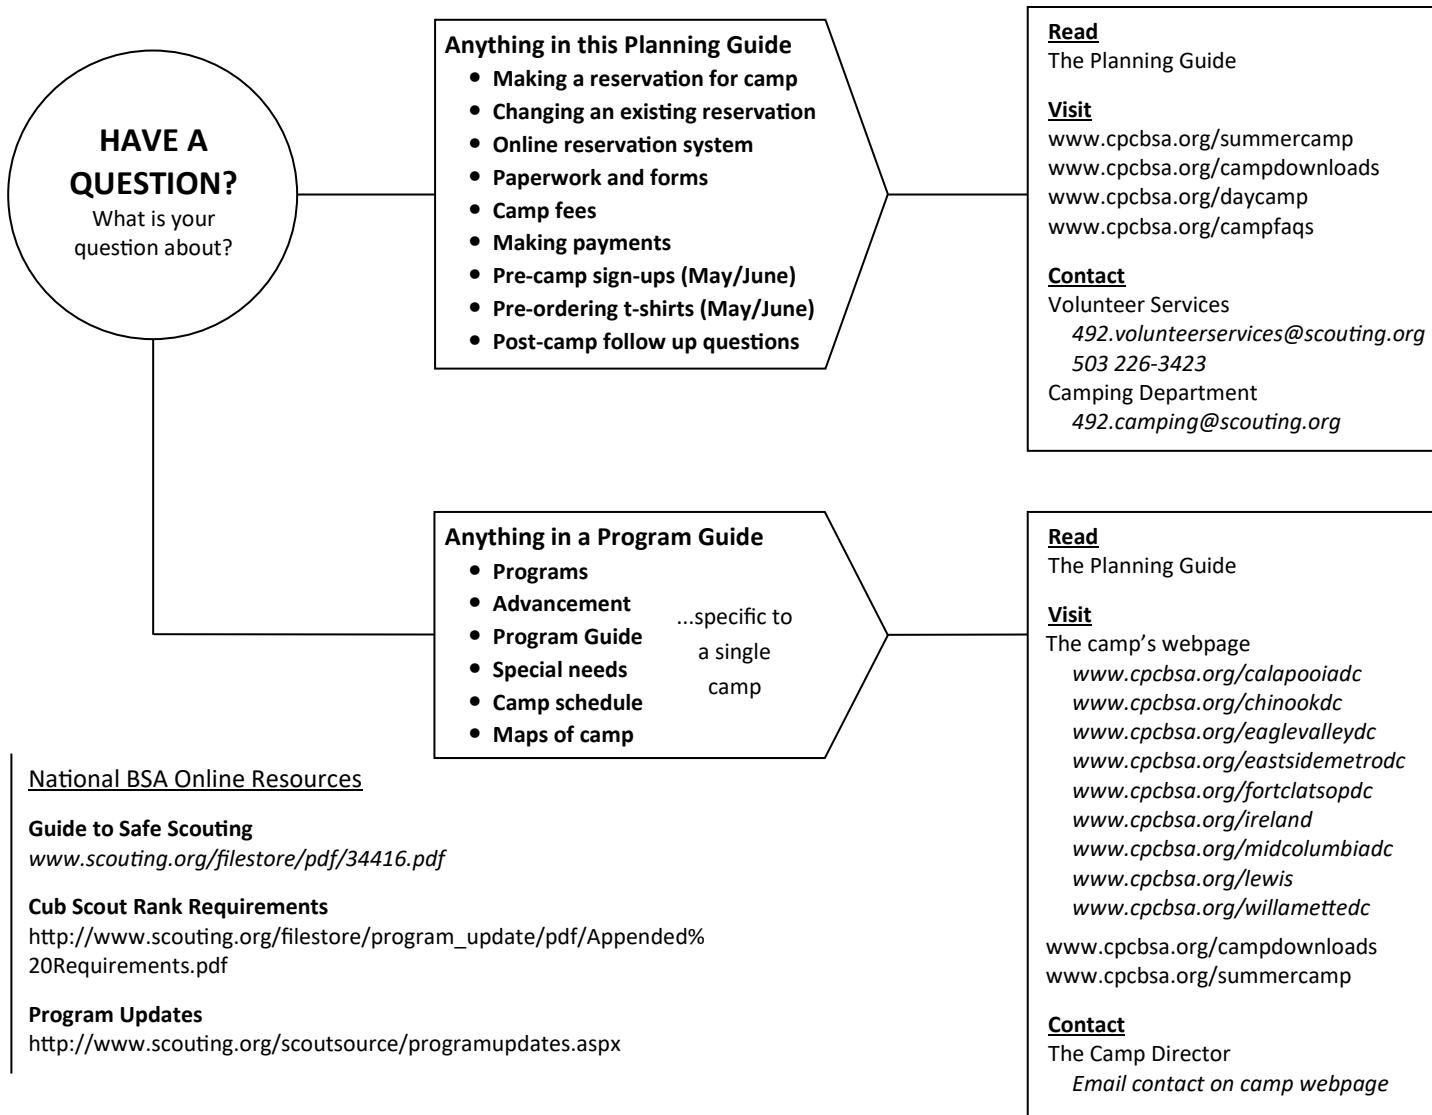 HAVE A
QUESTION?
What is your
question about?
Anything in this Planning Guide
• Making a reservation for camp
• Changing an existing reservation
• Online reservation system
• Paperwork and forms
• Camp fees
• Making payments
• Pre-camp sign-ups (May/June)
• Pre-ordering t-shirts (May/June)
• Post-camp follow up questions
Read
The Planning Guide
Visit
www.cpcbsa.org/summercamp
www.cpcbsa.org/campdownloads
www.cpcbsa.org/daycamp
www.cpcbsa.org/campfaqs
Contact
Volunteer Services
492.volunteerservices@scouting.org
503 226-3423
Camping Department
492.camping@scouting.org
Anything in a Program Guide
• Programs
• Advancement
• Program Guide
• Special needs
• Camp schedule
• Maps of camp
...specific to
a single
camp
Read
The Planning Guide
Visit
The camp’s webpage
www.cpcbsa.org/calapooiadc
www.cpcbsa.org/chinookdc
www.cpcbsa.org/eaglevalleydc
www.cpcbsa.org/eastsidemetrodc
www.cpcbsa.org/fortclatsopdc
www.cpcbsa.org/ireland
www.cpcbsa.org/midcolumbiadc
www.cpcbsa.org/lewis
www.cpcbsa.org/willamettedc
www.cpcbsa.org/campdownloads
www.cpcbsa.org/summercamp
Contact
The Camp Director
Email contact on camp webpage
National BSA Online Resources
Guide to Safe Scouting
www.scouting.org/filestore/pdf/34416.pdf
Cub Scout Rank Requirements
http://www.scouting.org/filestore/program_update/pdf/Appended%
20Requirements.pdf
Program Updates
http://www.scouting.org/scoutsource/programupdates.aspx